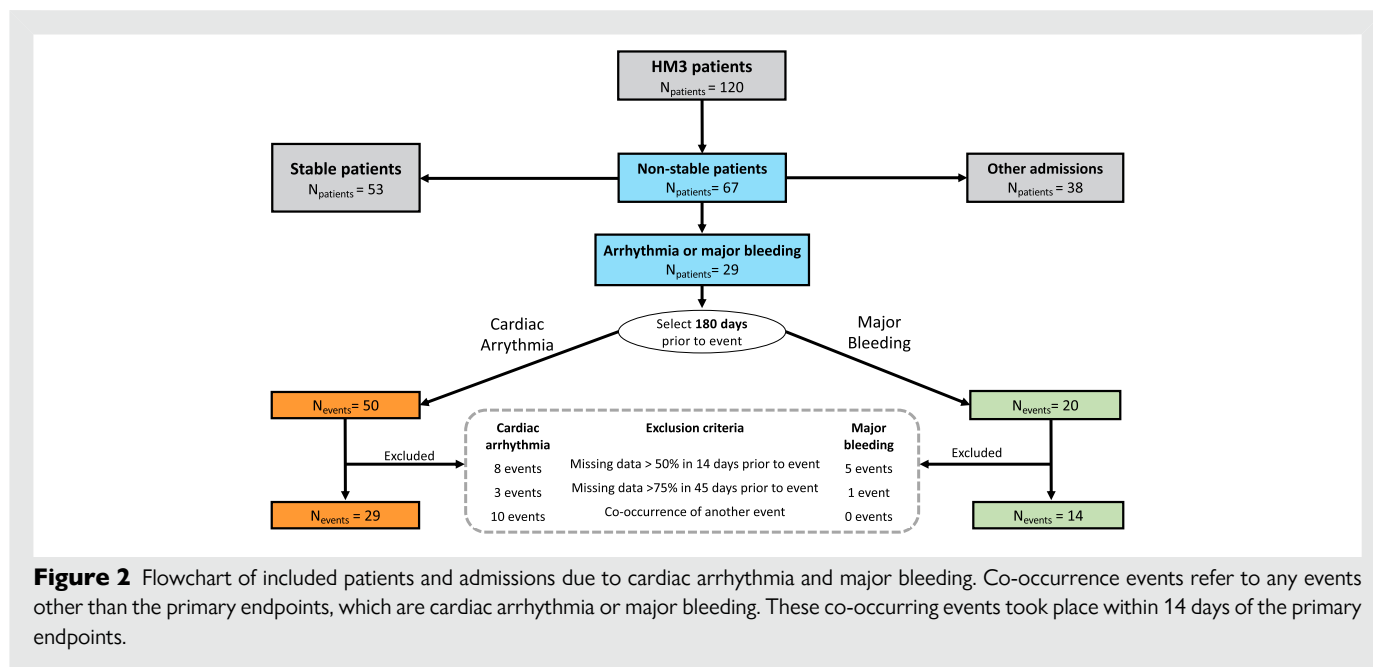 HM3 patients
Npatients = 120
Stable patients
Npatients = 53
Non-stable patients
Npatients= 67
Other admissions
Npatients = 38
Arrhythmia or major bleeding
Npatients= 29
Select 180 days
prior to event
Cardiac
Arrythmia
Major
Bleeding
Nevents= 50
Nevents= 20
Excluded
Excluded
Cardiac
arrhythmia
Exclusion criteria
Major
bleeding
8 events
Missing data > 50% in 14 days prior to event
5 events
3 events
Missing data >75% in 45 days prior to event
1 event
10 events
Co-occurrence of another event
0 events
Nevents = 29
Nevents = 14
Figure 2 Flowchart of included patients and admissions due to cardiac arrhythmia and major bleeding. Co-occurrence events refer to any events
other than the primary endpoints, which are cardiac arrhythmia or major bleeding. These co-occurring events took place within 14 days of the primary
endpoints.